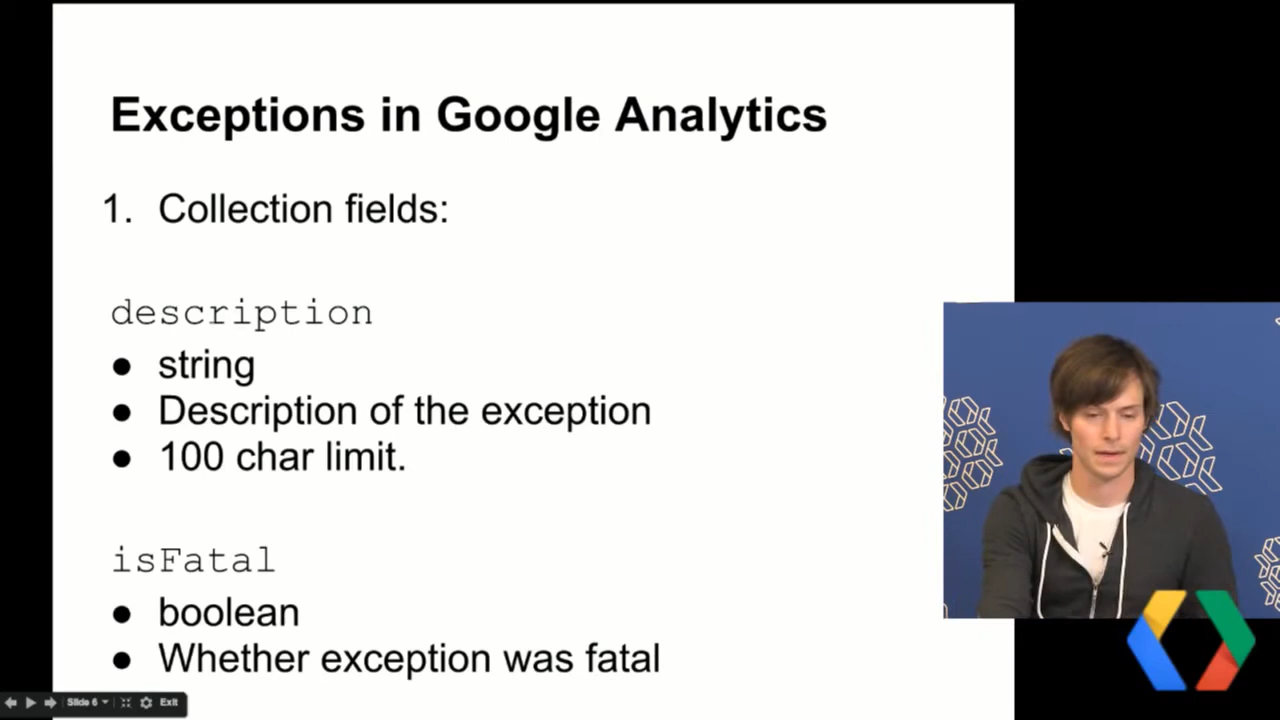 Exceptions in Google Analytics
1. Collection fields:
description
● string
● Description of the exception
● 100 char limit.
isFatal
● boolean
● Whether exception was fatal
Slide 6
Exit